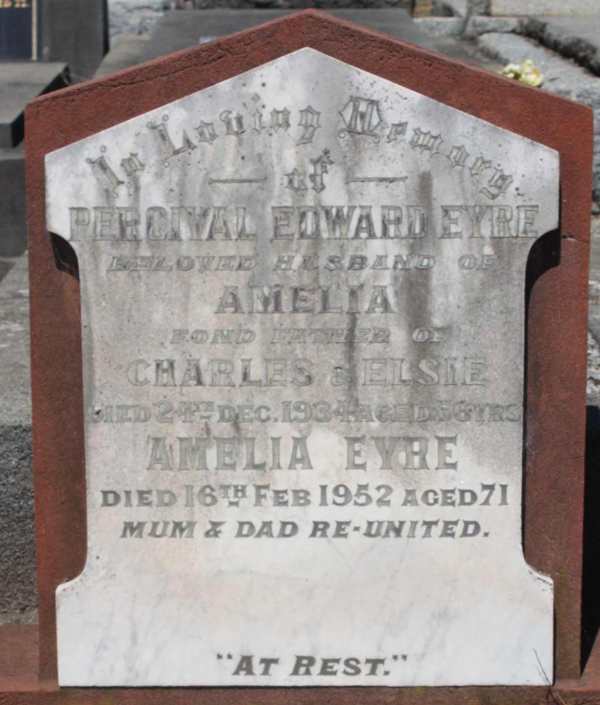 In Loving Memory
of
PERCIVAL EDWARD EYRE
BELOVED HUSBAND OF
AMELIA
FOND FATHER OF
CHARLES & ELSIE
DIED 24TH DEC. 1934 AGED 56 YRS
AMELIA EYRE
DIED 16TH FEB 1952 AGED 71
MUM & DAD RE-UNITED.
"AT REST."